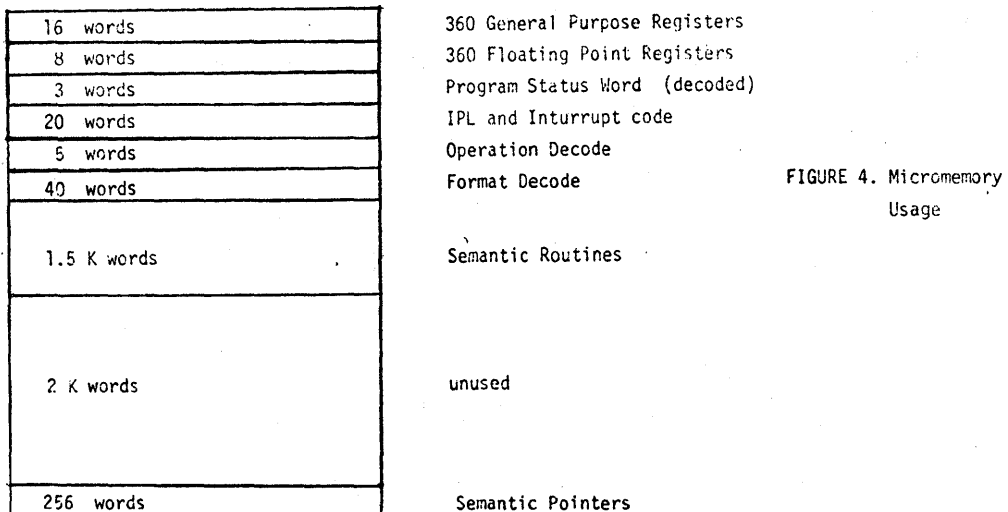 16 words 360 General Purpose Registers
8 words 360 Floating Point Registers
3 words Program Status Word (decoded)
20 words IPL and Inturrupt code
5 words Operation Decode
40 words Format Decode FIGURE 4. Micromemory
Usage
1.5 K words Semantic Routines
2 K words unused
256 words Semantic Pointers